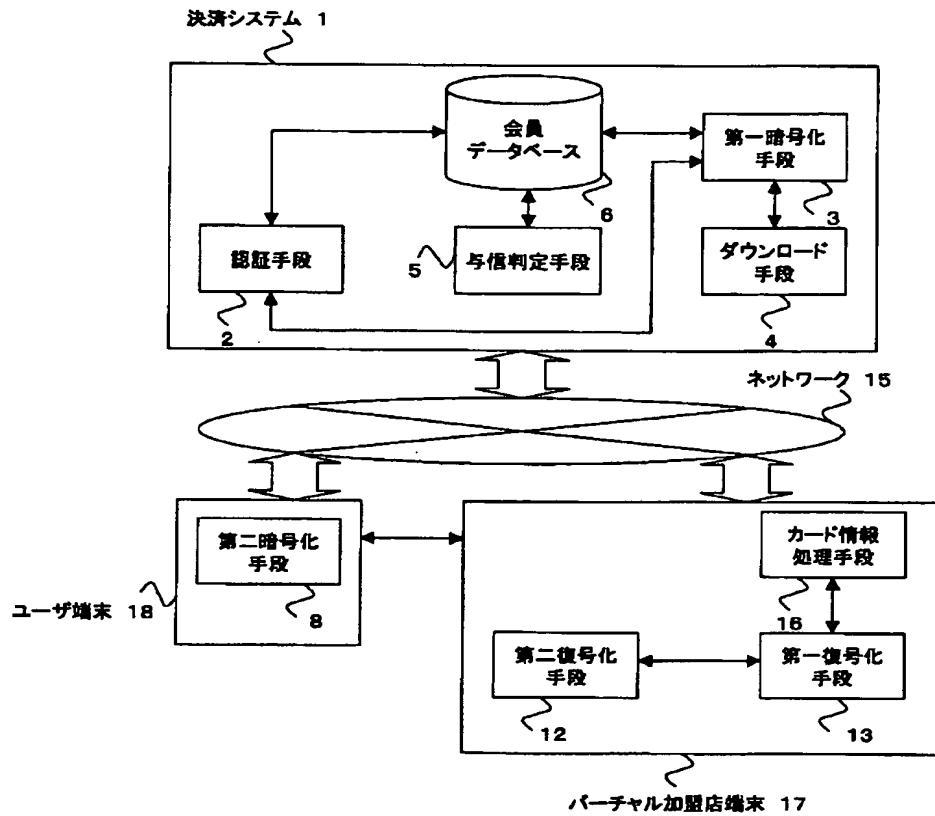 決済システム 1
会員
データベース
6
第一暗号化
手段
3
認証手段
2
5
与信判定手段
ダウンロード
手段
4
ネットワーク 15
第二暗号化
手段
8
ユーザ端末 18
カード情報
処理手段
16
第二復号化
手段
12
第一復号化
手段
13
バーチャル加盟店端末 17